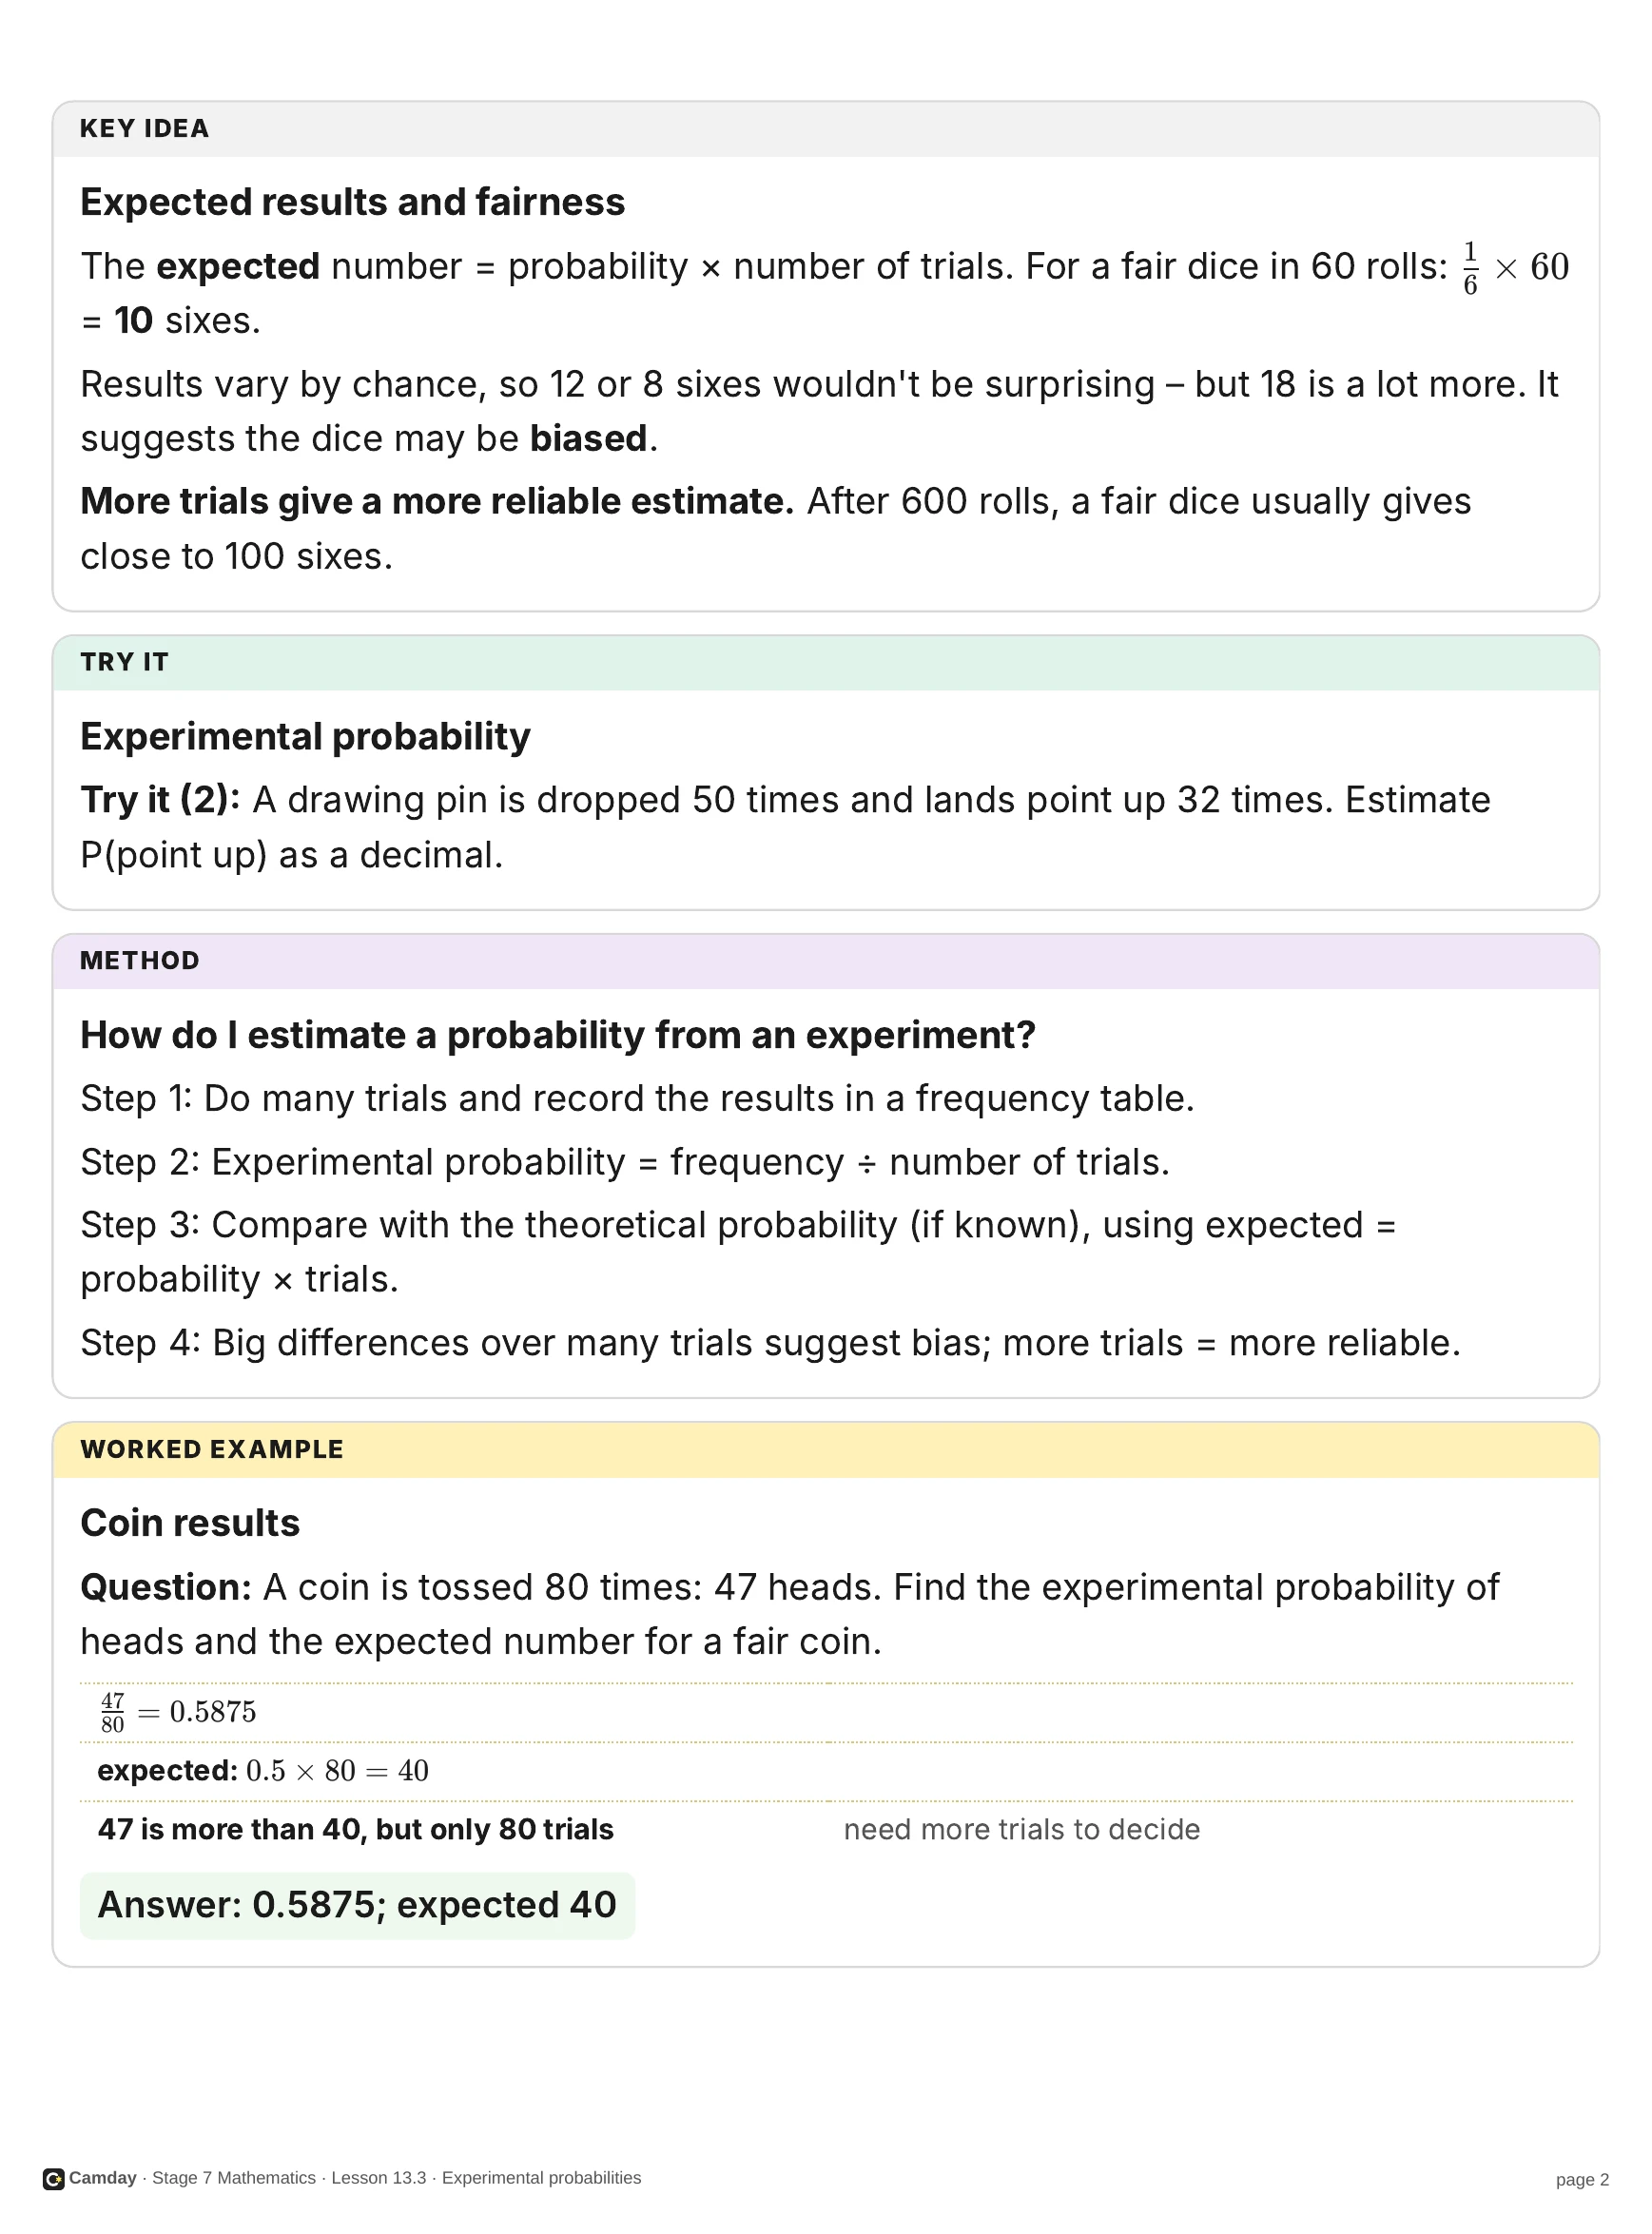 KEY IDEA
Expected results and fairness
The expected number = probability × number of trials. For a fair dice in 60 rolls: 1/6 × 60
= 10 sixes.
Results vary by chance, so 12 or 8 sixes wouldn't be surprising – but 18 is a lot more. It
suggests the dice may be biased.
More trials give a more reliable estimate. After 600 rolls, a fair dice usually gives
close to 100 sixes.
TRY IT
Experimental probability
Try it (2): A drawing pin is dropped 50 times and lands point up 32 times. Estimate
P(point up) as a decimal.
METHOD
How do I estimate a probability from an experiment?
Step 1: Do many trials and record the results in a frequency table.
Step 2: Experimental probability = frequency ÷ number of trials.
Step 3: Compare with the theoretical probability (if known), using expected =
probability × trials.
Step 4: Big differences over many trials suggest bias; more trials = more reliable.
WORKED EXAMPLE
Coin results
Question: A coin is tossed 80 times: 47 heads. Find the experimental probability of
heads and the expected number for a fair coin.
47/80 = 0.5875
expected: 0.5 × 80 = 40
47 is more than 40, but only 80 trials need more trials to decide
Answer: 0.5875; expected 40
Camday · Stage 7 Mathematics · Lesson 13.3 · Experimental probabilities page 2